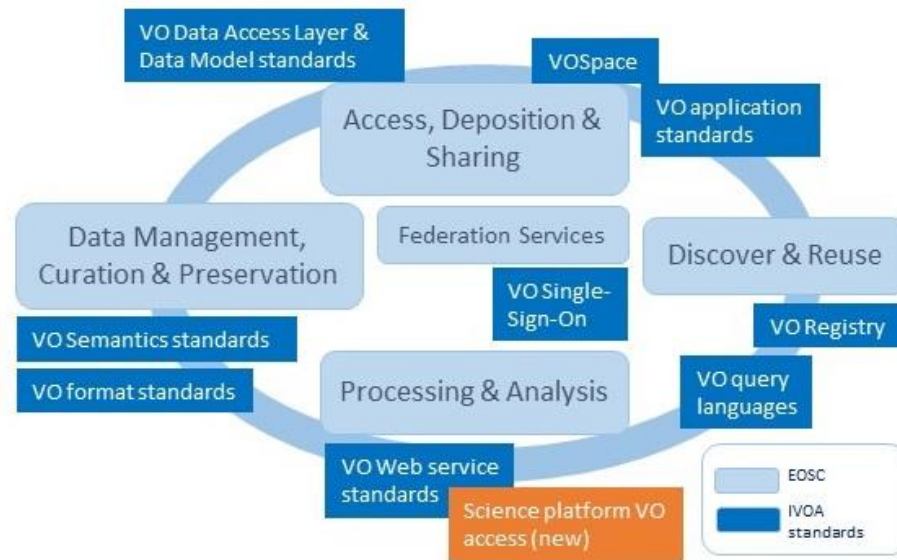 VO Data Access Layer &
Data Model standards
VOSpace
VO application
standards
Access, Deposition &
Sharing
Data Management,
Curation & Preservation
Federation Services
Discover & Reuse
VO Single-
Sign-On
VO Registry
VO Semantics standards
VO format standards
Processing & Analysis
VO query
languages
VO Web service
standards
Science platform VO
access (new)
EOSC
IVOA
standards